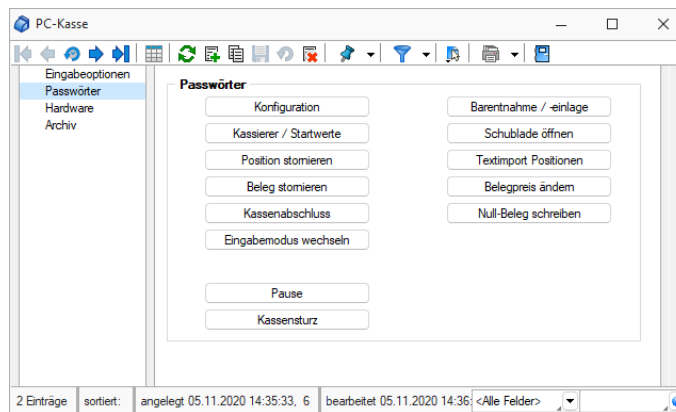 PC-Kasse
Eingabeoptionen
Passwörter
Hardware
Archiv
Passwörter
Konfiguration
Barentnahme / -einlage
Kassierer / Startwerte
Schublade öffnen
Position stornieren
Textimport Positionen
Beleg stornieren
Belegpreis ändern
Kassenabschluss
Null-Beleg schreiben
Eingabemodus wechseln
Pause
Kassensturz
2 Einträge sortiert: angelegt 05.11.2020 14:35:33, 6 bearbeitet 05.11.2020 14:36: <Alle Felder>